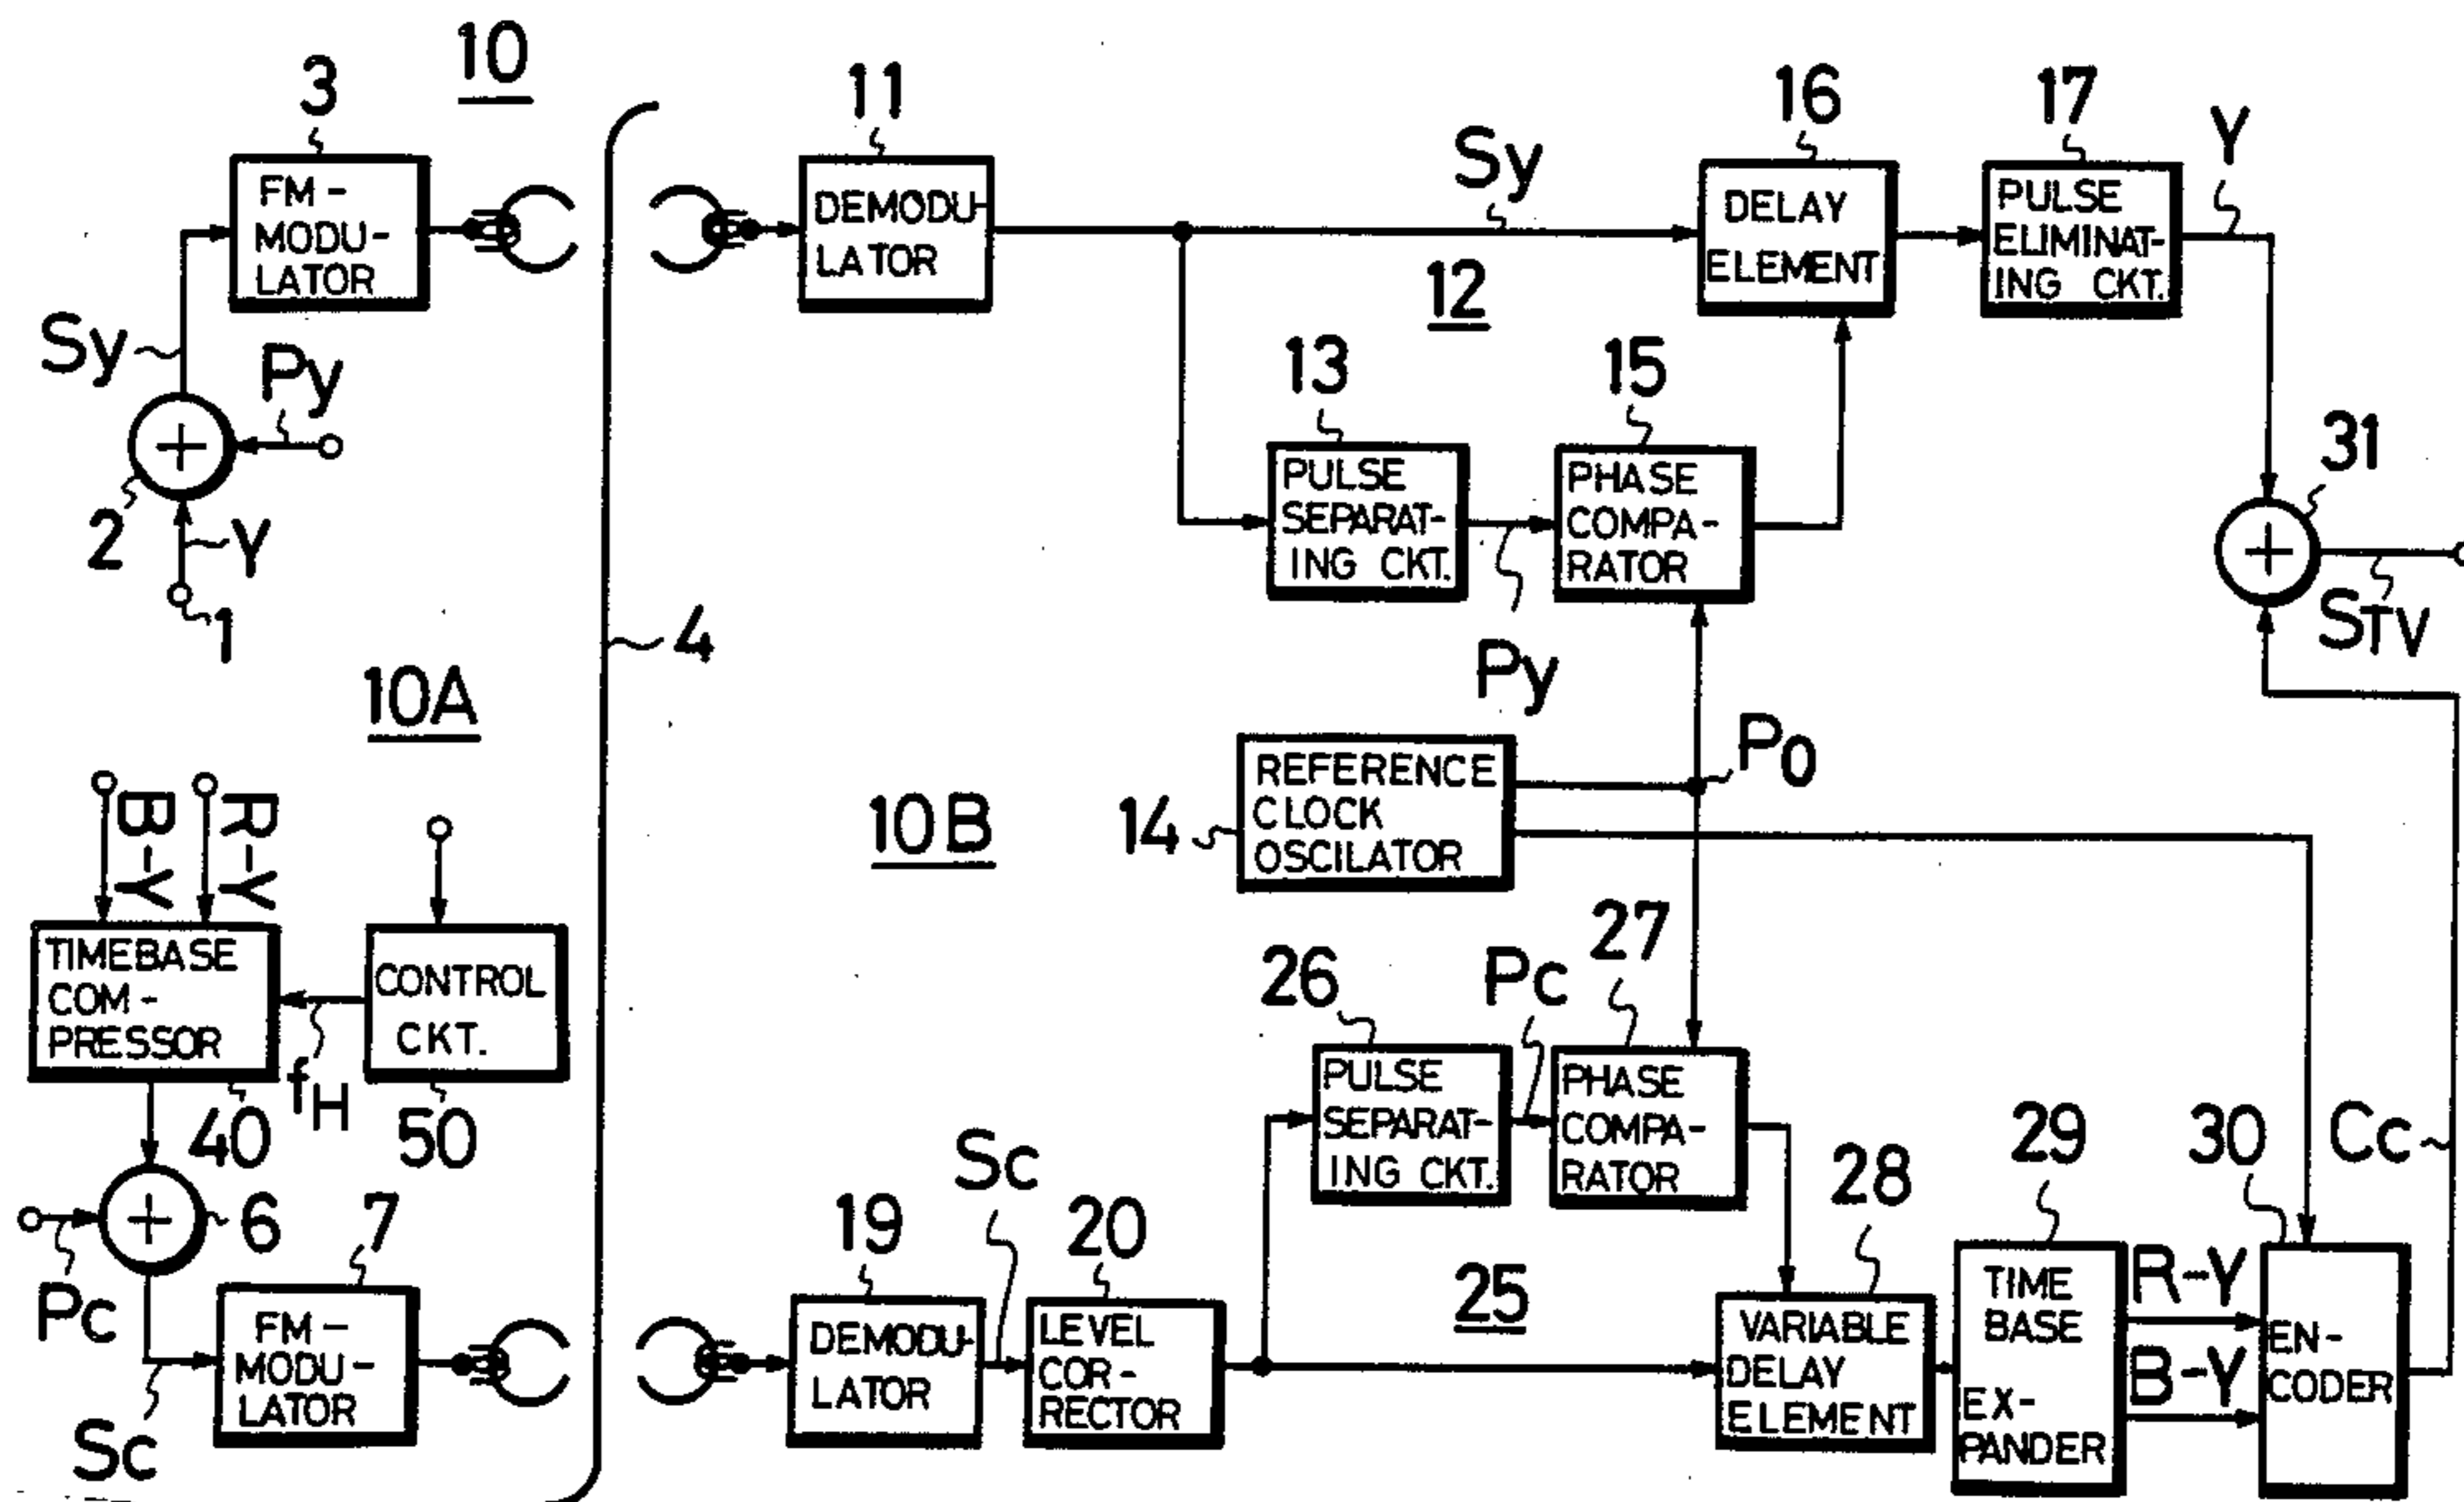 10
3
11
16
17
Y
FM-
MODU-
LATOR
DEMODU-
LATOR
Sy
DELAY
ELEMENT
PULSE
ELIMINAT-
ING CKT.
12
Sy
Py
13
15
2
Y
1
PULSE
SEPARAT-
ING CKT.
PHASE
COMPA-
RATOR
31
STV
4
Py
10A
P0
B-Y
R-Y
10B
14
REFERENCE
CLOCK
OSCILATOR
TIMEBASE
COM-
PRESSOR
CONTROL
CKT.
fH
40
50
26
Pc
27
PULSE
SEPARAT-
ING CKT.
PHASE
COMPA-
RATOR
28
29
30
Cc
6
7
Pc
Sc
FM-
MODU-
LATOR
19
Sc
20
25
DEMODU-
LATOR
LEVEL
COR-
RECTOR
VARIABLE
DELAY
ELEMENT
TIME
BASE
EX-
PANDER
R-Y
B-Y
EN-
CODER